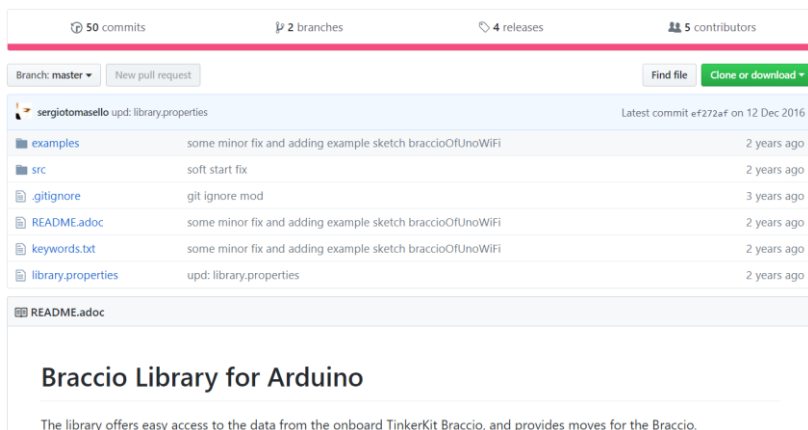 50 commits 2 branches 4 releases 5 contributors
Branch: master New pull request Find file Clone or download
sergiotomasello upd: library.properties Latest commit ef272af on 12 Dec 2016
examples some minor fix and adding example sketch braccioOfUnoWiFi 2 years ago
src soft start fix 2 years ago
.gitignore git ignore mod 3 years ago
README.adoc some minor fix and adding example sketch braccioOfUnoWiFi 2 years ago
keywords.txt some minor fix and adding example sketch braccioOfUnoWiFi 2 years ago
library.properties upd: library.properties 2 years ago
README.adoc
Braccio Library for Arduino
The library offers easy access to the data from the onboard TinkerKit Braccio, and provides moves for the Braccio.